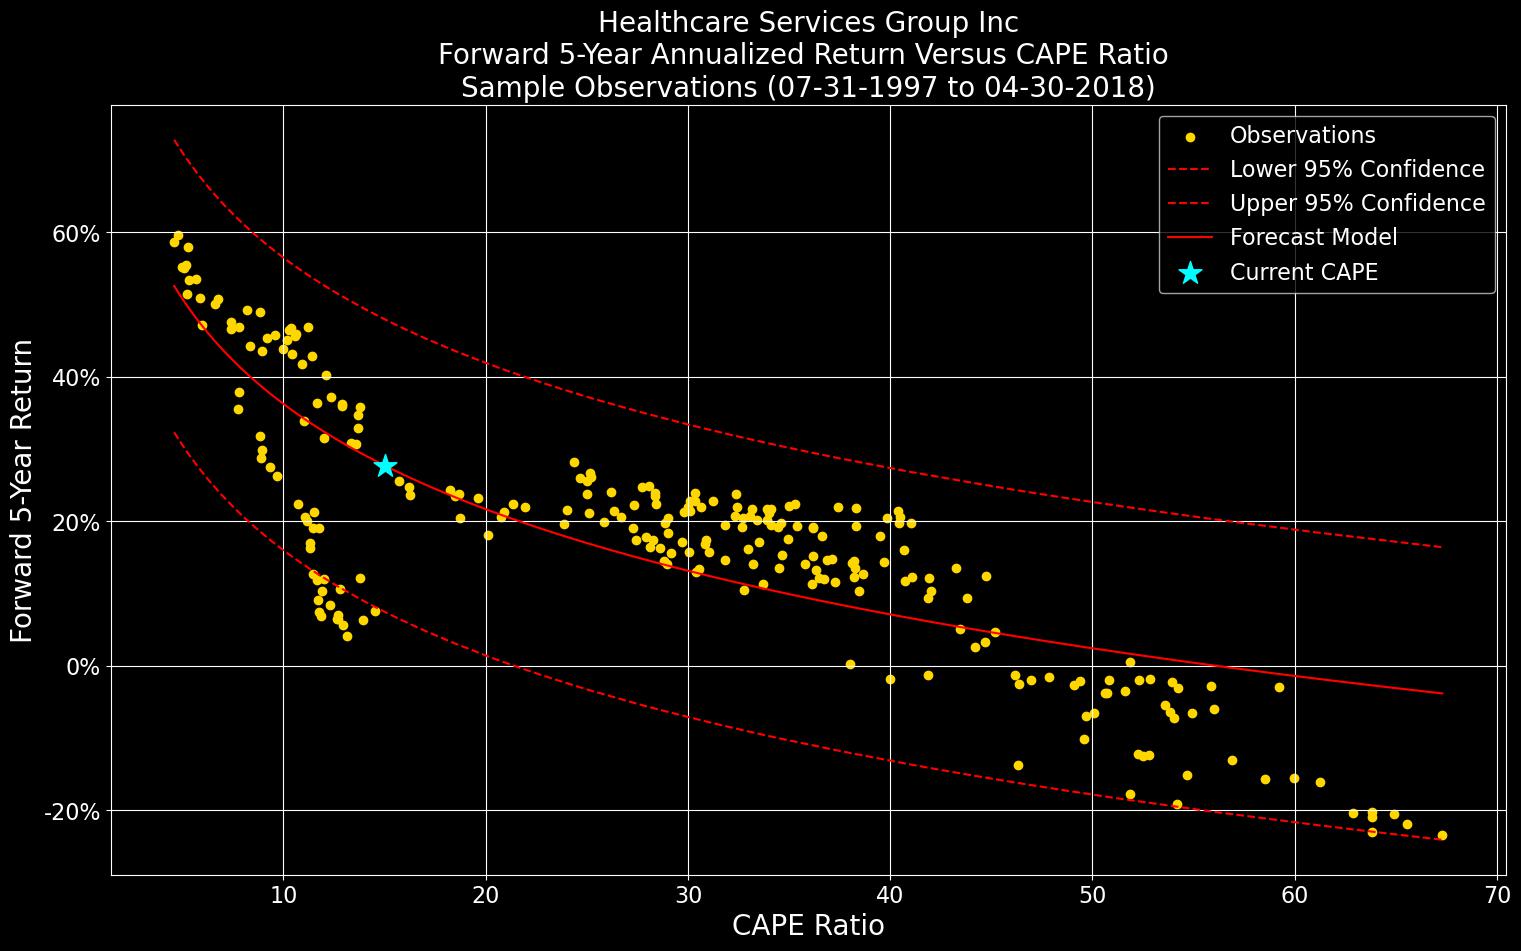 Healthcare Services Group Inc
Forward 5-Year Annualized Return Versus CAPE Ratio
Sample Observations (07-31-1997 to 04-30-2018)
Observations
Lower 95% Confidence
Upper 95% Confidence
Forecast Model
Current CAPE
Forward 5-Year Return
60%
40%
20%
0%
-20%
10 20 30 40 50 60 70
CAPE Ratio